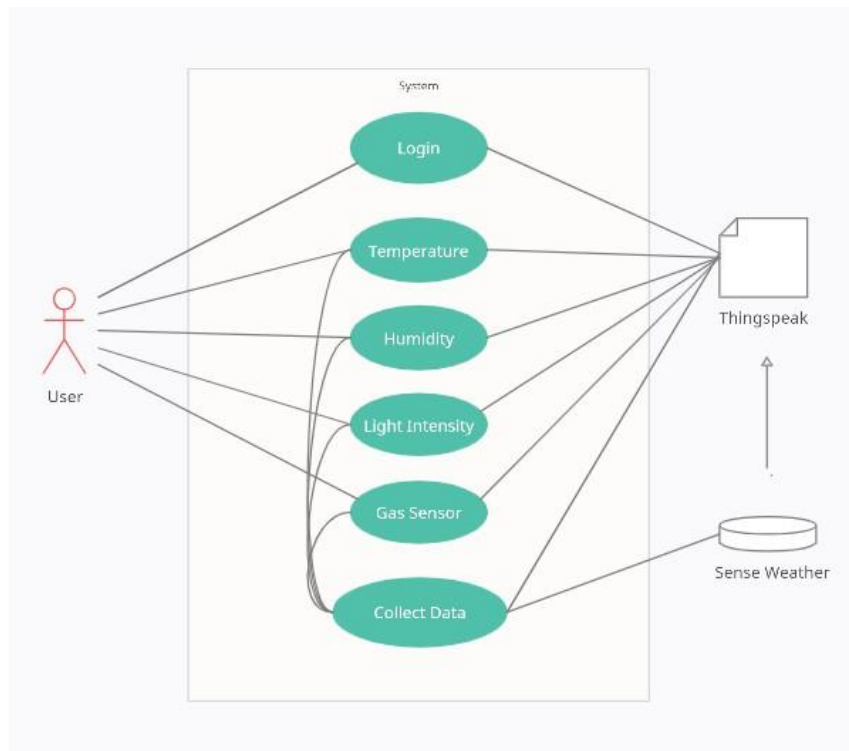 System
Login
Temperature
Humidity
Light Intensity
Gas Sensor
Collect Data
User
Thingspeak
Sense Weather